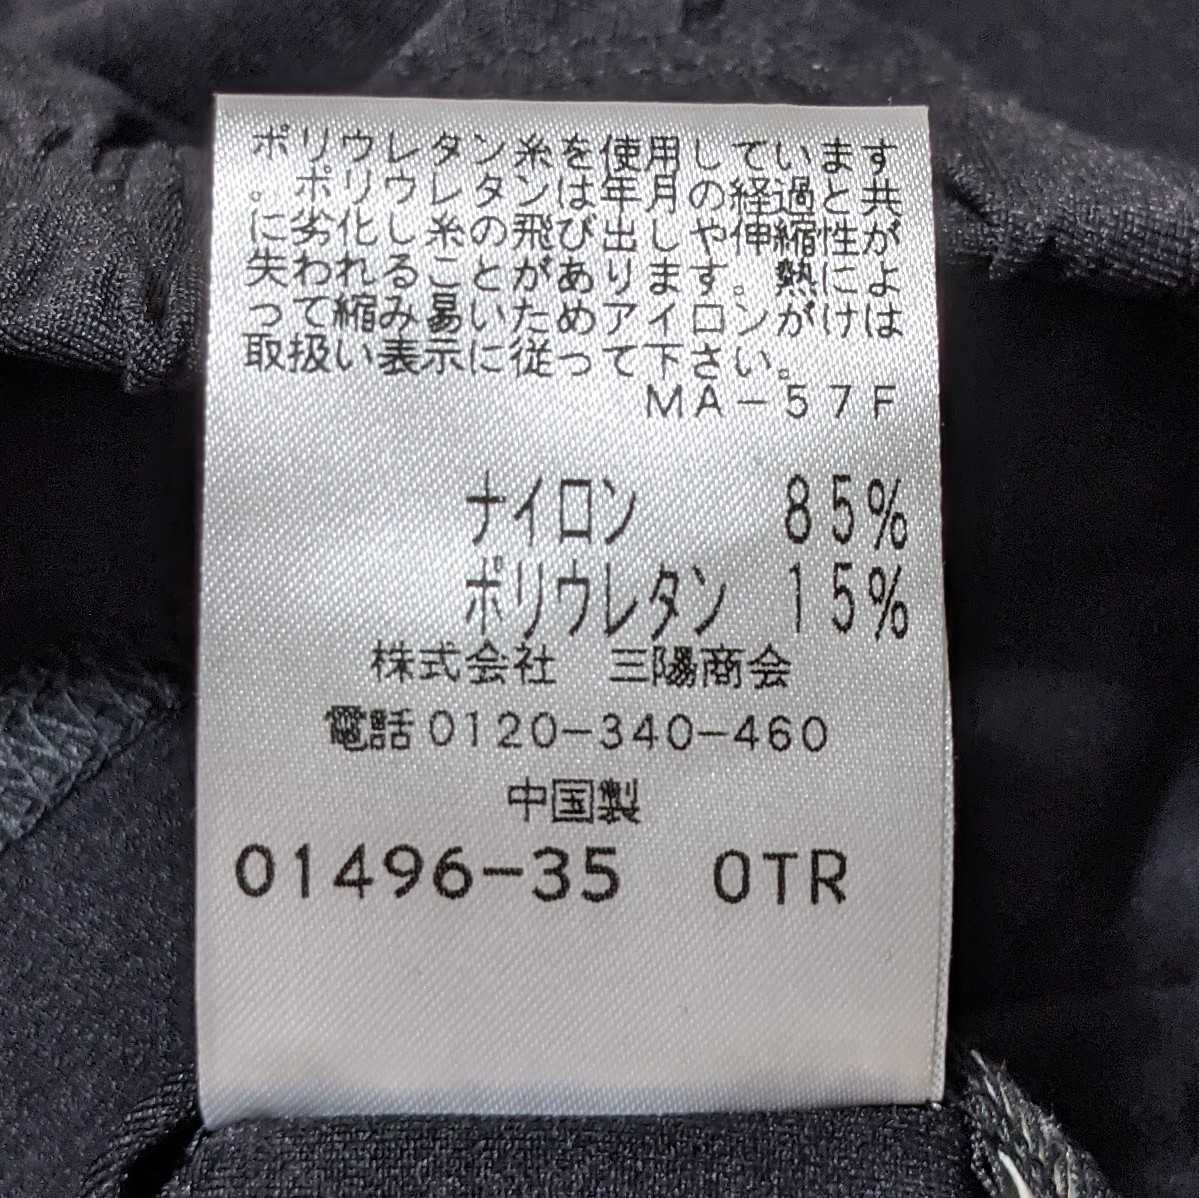 ポリウレタン糸を使用しています
。ポリウレタンは年月の経過と共
に劣化し糸の飛び出しや伸縮性が
失われることがあります。熱によ
って縮み易いためアイロンがけは
取扱い表示に従って下さい。
MA-57F
ナイロン 85%
ポリウレタン 15%
株式会社 三陽商会
電話0120-340-460
中国製
01496-35 0TR